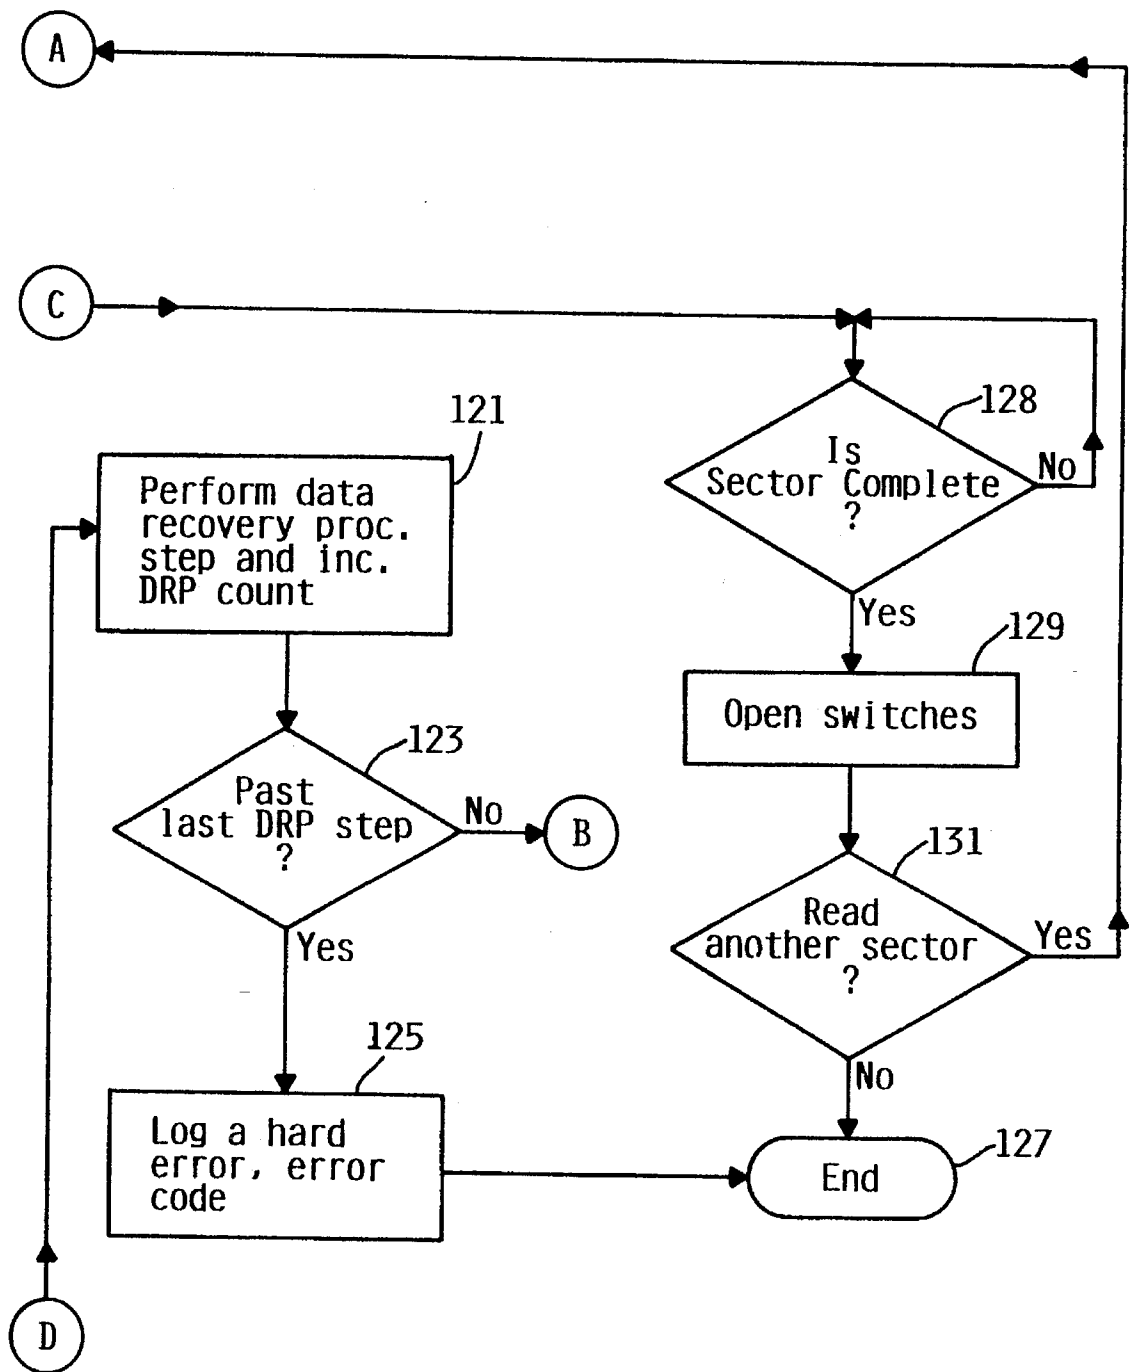 A
C
128
Is
Sector Complete
?
No
Yes
121
Perform data
recovery proc.
step and inc.
DRP count
129
Open switches
123
Past
last DRP step
?
No
B
Yes
131
Read
another sector
?
Yes
No
125
Log a hard
error, error
code
127
End
D